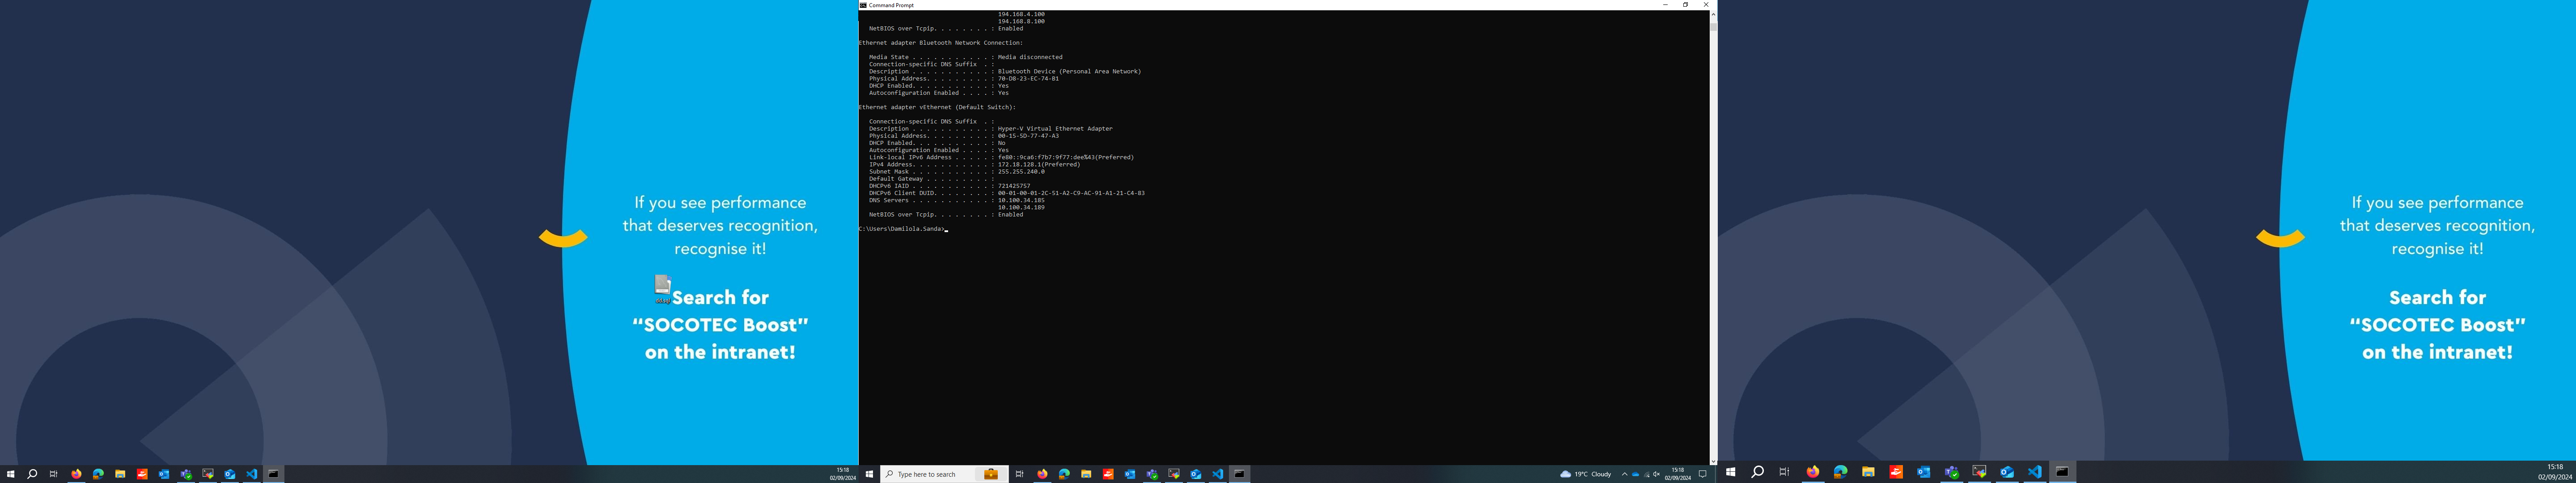 If you see performance
that deserves recognition,
recognise it!
Search for
“SOCOTEC Boost”
on the intranet!
15:18
02/09/2024
Command Prompt
194.168.4.100
194.168.8.100
NetBIOS over Tcpip. . . . . . . . : Enabled
Ethernet adapter Bluetooth Network Connection:
Media State . . . . . . . . . . . : Media disconnected
Connection-specific DNS Suffix  . :
Description . . . . . . . . . . . : Bluetooth Device (Personal Area Network)
Physical Address. . . . . . . . . : 70-D8-23-EC-74-81
DHCP Enabled. . . . . . . . . . . : Yes
Autoconfiguration Enabled . . . . : Yes
Ethernet adapter vEthernet (Default Switch):
Connection-specific DNS Suffix  . :
Description . . . . . . . . . . . : Hyper-V Virtual Ethernet Adapter
Physical Address. . . . . . . . . : 00-15-5D-77-47-A3
DHCP Enabled. . . . . . . . . . . : No
Autoconfiguration Enabled . . . . : Yes
Link-local IPv6 Address . . . . . : fe80::9ca6:f7b7:9f77:dee%43(Preferred)
IPv4 Address. . . . . . . . . . . : 172.18.128.1(Preferred)
Subnet Mask . . . . . . . . . . . : 255.255.240.0
Default Gateway . . . . . . . . . :
DHCPv6 IAID . . . . . . . . . . . : 721425757
DHCPv6 Client DUID. . . . . . . . : 00-01-00-01-2C-51-A2-C9-AC-91-A1-21-C4-83
DNS Servers . . . . . . . . . . . : 10.100.34.185
10.100.34.189
NetBIOS over Tcpip. . . . . . . . : Enabled
C:\Users\Damilola.Sanda>
Type here to search
19°C Cloudy
15:18
02/09/2024
If you see performance
that deserves recognition,
recognise it!
Search for
“SOCOTEC Boost”
on the intranet!
15:18
02/09/2024